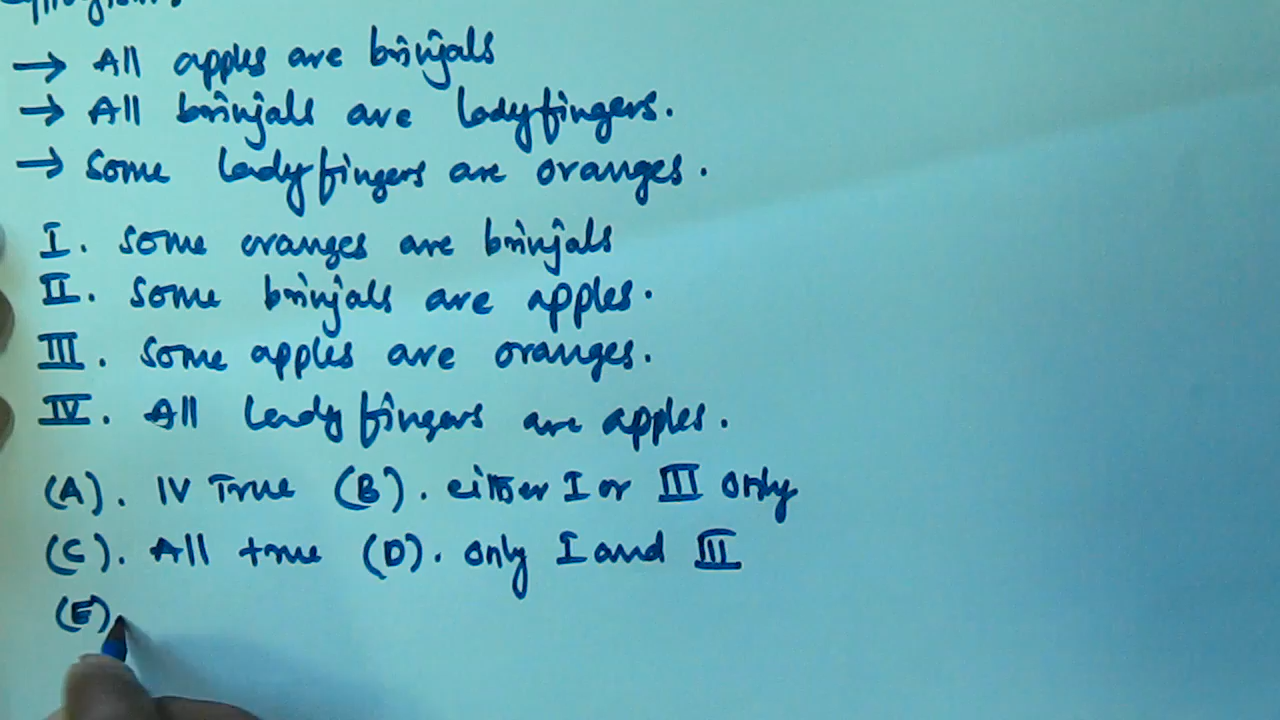 → All apples are brinjals
→ All brinjals are ladyfingers.
→ Some ladyfingers are oranges.
I. Some oranges are brinjals
II. Some brinjals are apples.
III. Some apples are oranges.
IV. All ladyfingers are apples.
(A). IV True (B). either I or III only
(C). All true (D). only I and III
(E)